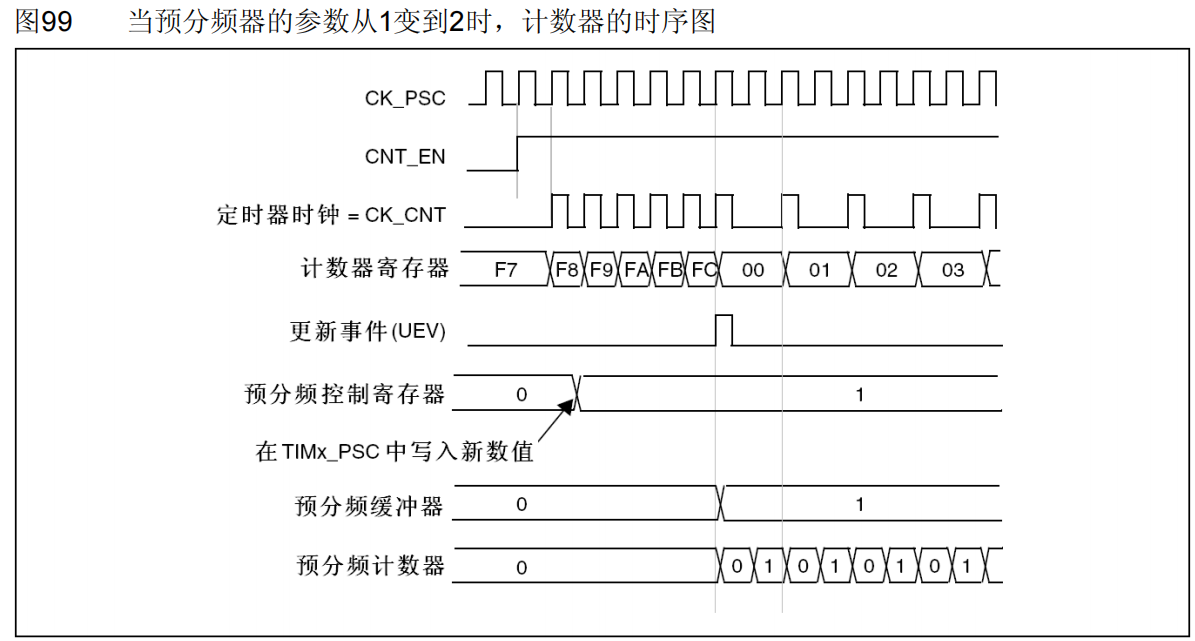 图99 当预分频器的参数从1变到2时，计数器的时序图
CK_PSC
CNT_EN
定时器时钟 = CK_CNT
计数器寄存器 F7 F8 F9 FA FB FC 00 01 02 03
更新事件(UEV)
预分频控制寄存器 0 1
在 TIMx_PSC 中写入新数值
预分频缓冲器 0 1
预分频计数器 0 0 1 0 1 0 1 0 1